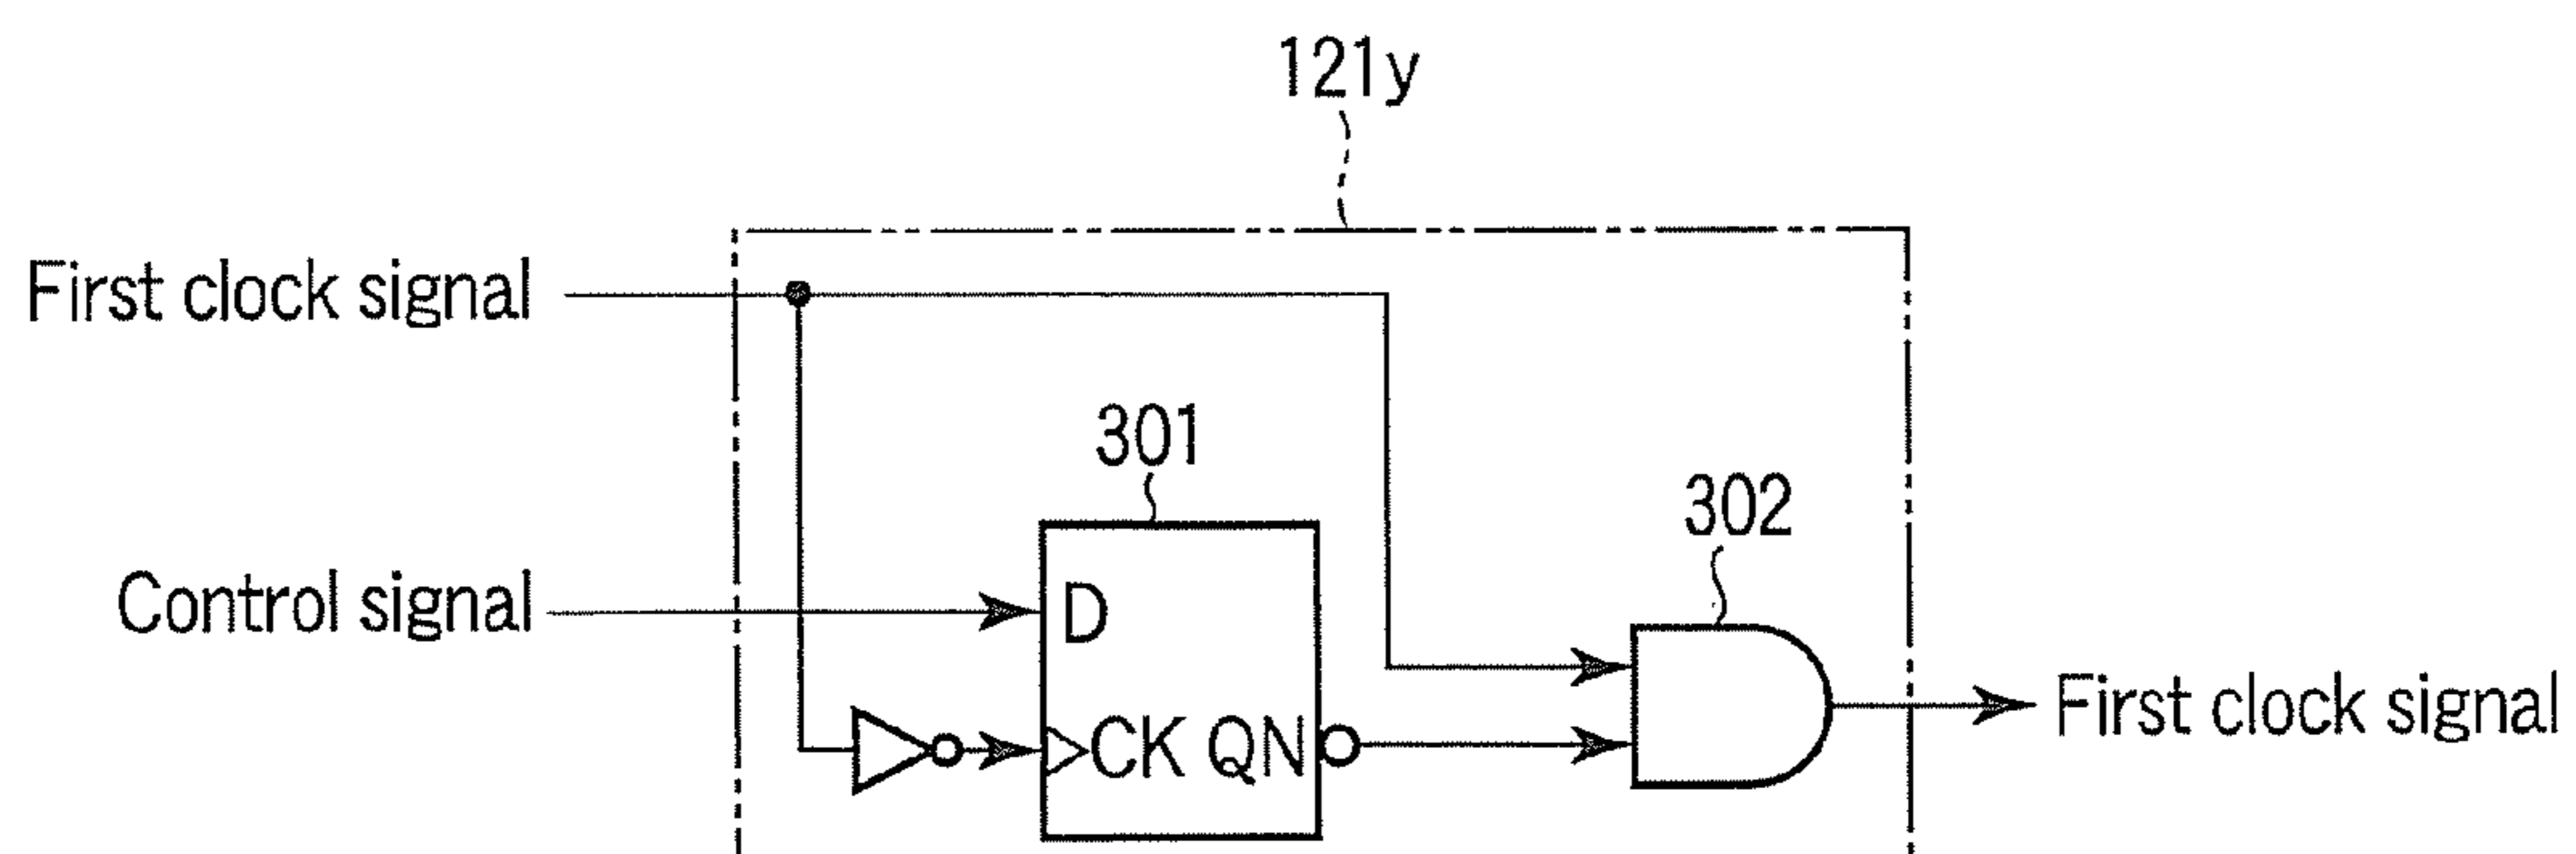 121y
First clock signal
301
302
Control signal
D
CK QN
First clock signal